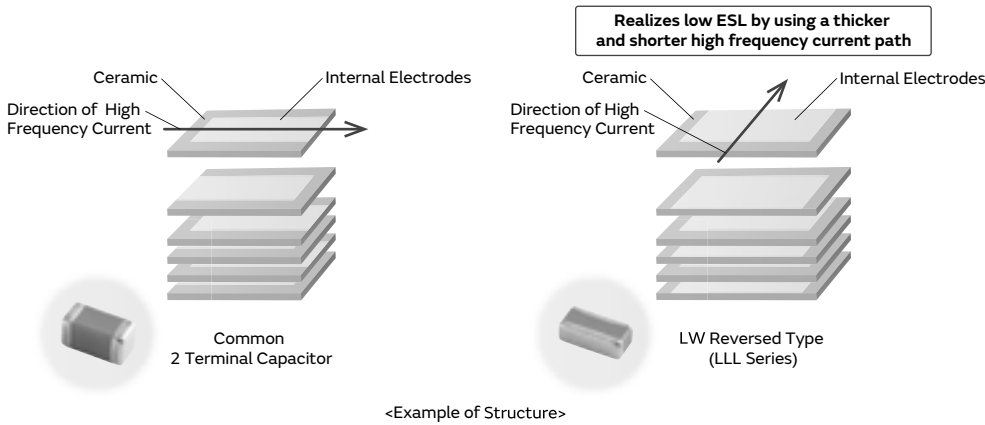 Realizes low ESL by using a thicker
and shorter high frequency current path
Ceramic
Internal Electrodes
Direction of High
Frequency Current
Common
2 Terminal Capacitor
Ceramic
Internal Electrodes
Direction of High
Frequency Current
LW Reversed Type
(LLL Series)
<Example of Structure>